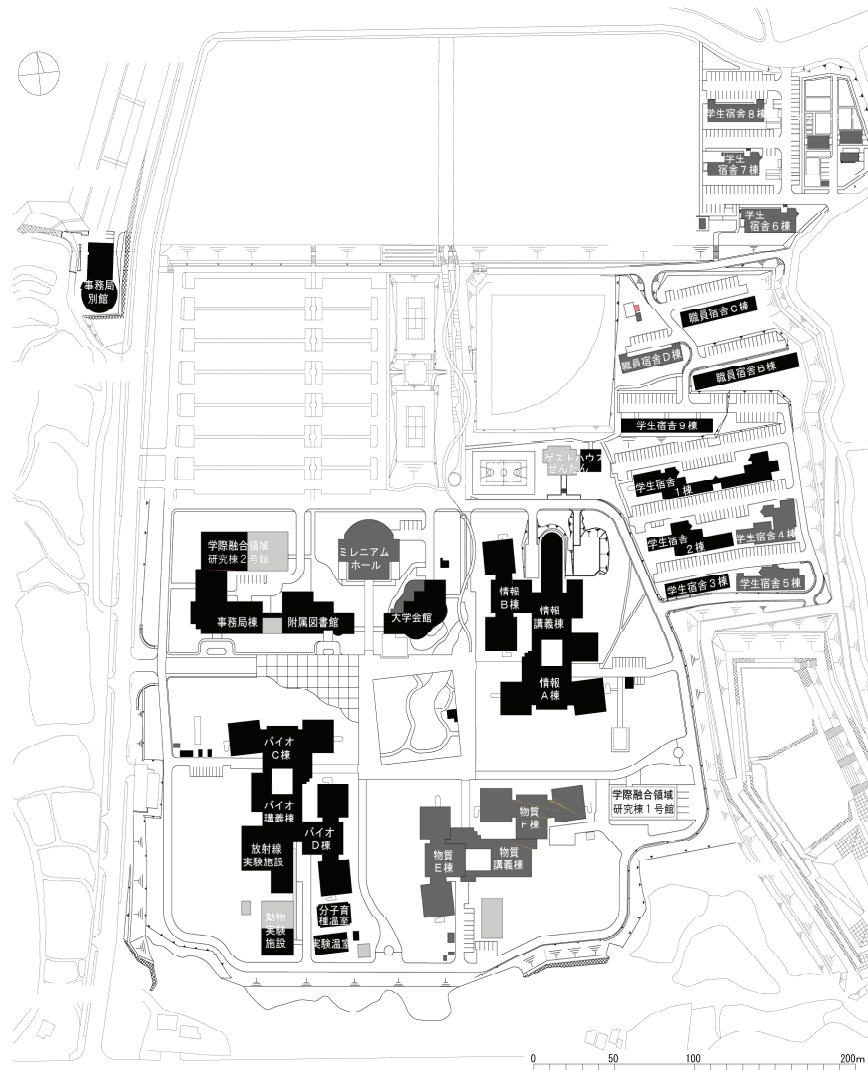 学生宿舎8棟
学生
宿舎7棟
学生
宿舎6棟
事務局
別館
職員宿舎C棟
職員宿舎D棟
職員宿舎B棟
学生宿舎9棟
ゲストハウス
せんたん
学生宿舎
1棟
学生宿舎
2棟
学生宿舎4棟
学生宿舎3棟
学生宿舎5棟
学際融合領域
研究棟2号館
ミレニアム
ホール
事務局棟
附属図書館
大学会館
情報
B棟
情報
講義棟
情報
A棟
バイオ
C棟
バイオ
講義棟
バイオ
D棟
放射線
実験施設
動物
実験
施設
分子育
種温室
実験温室
物質
F棟
物質
E棟
物質
講義棟
学際融合領域
研究棟1号館
0 50 100 200m